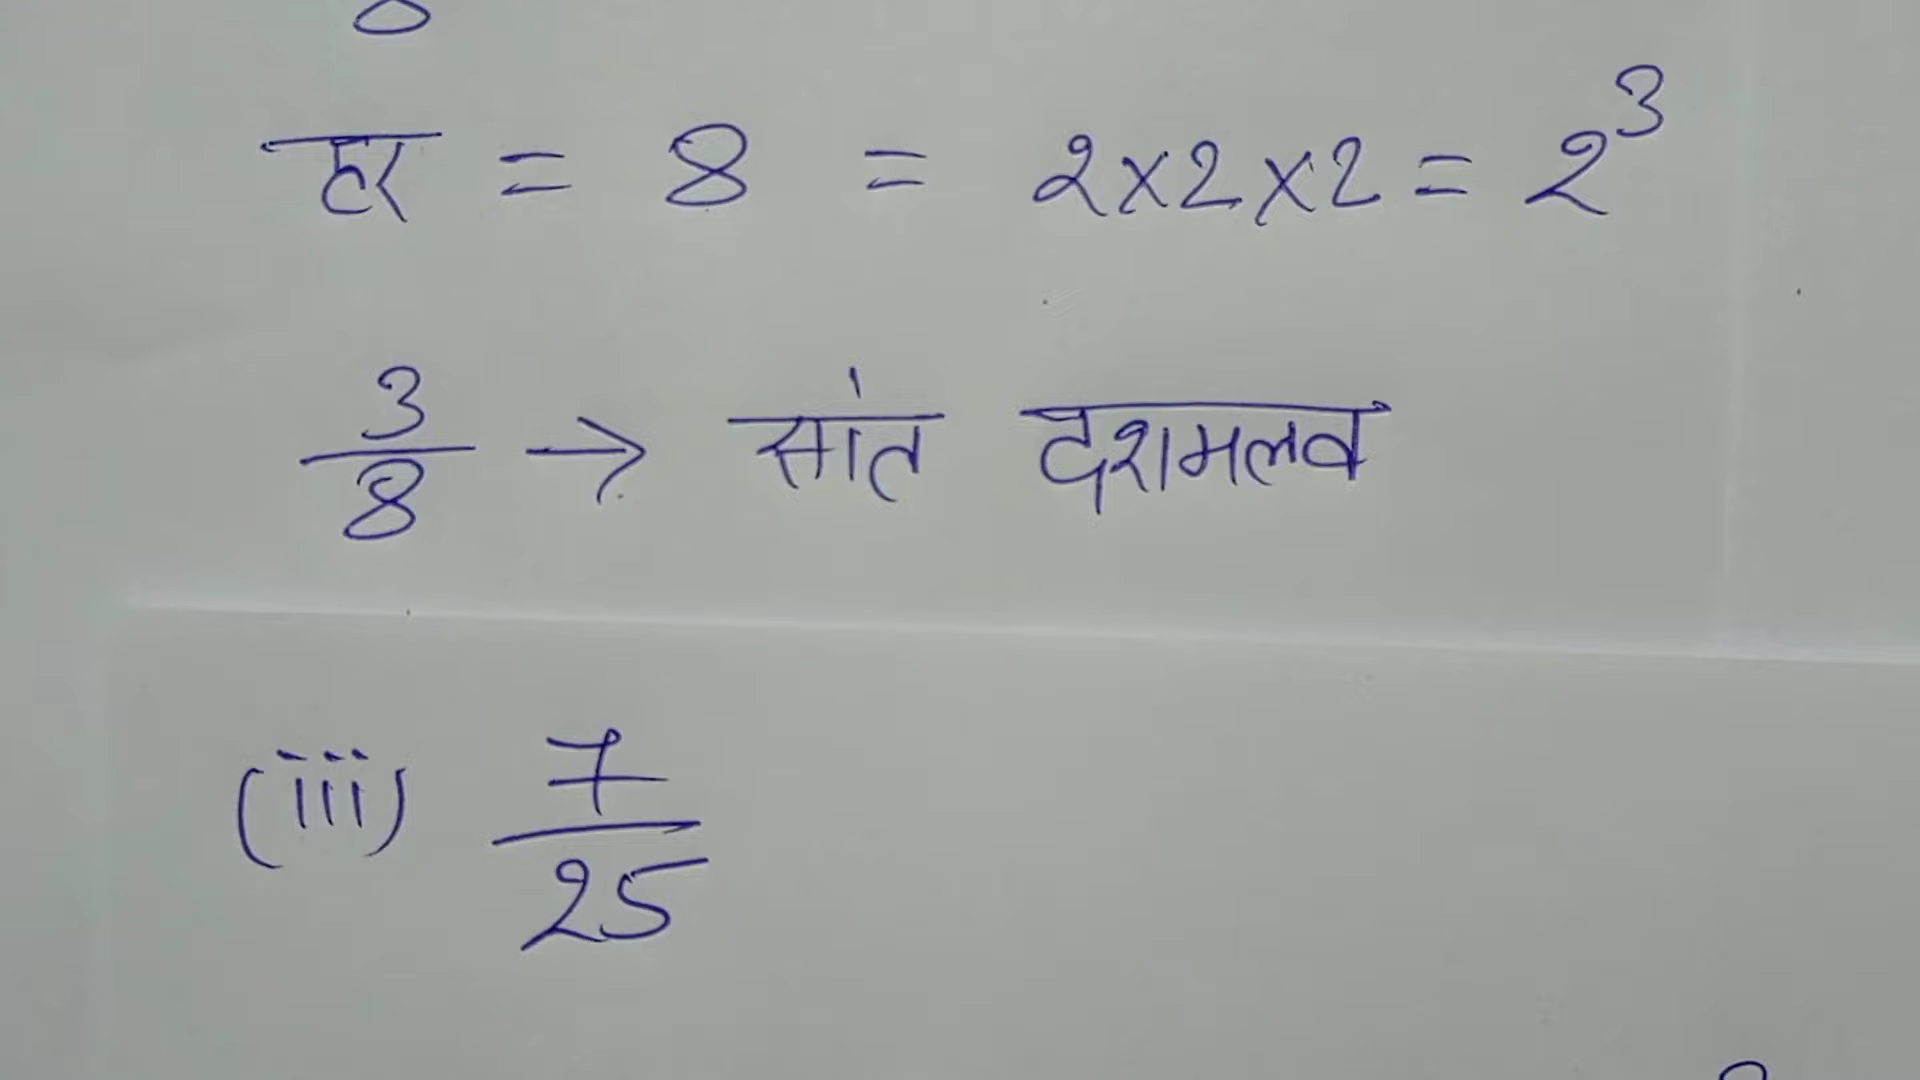 हर = 8 = 2×2×2 = 2³
3/8 → सांत दशमलव
(iii) 7/25